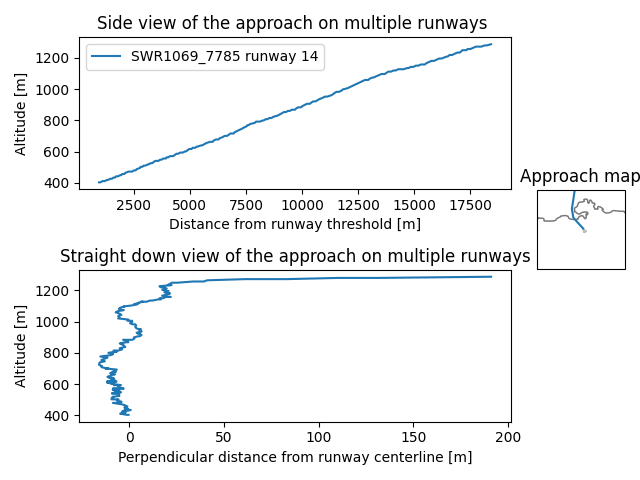 Side view of the approach on multiple runways
SWR1069_7785 runway 14
Altitude [m]
1200
1000
800
600
400
2500 5000 7500 10000 12500 15000 17500
Distance from runway threshold [m]
Approach map
Straight down view of the approach on multiple runways
Altitude [m]
1200
1000
800
600
400
0 50 100 150 200
Perpendicular distance from runway centerline [m]